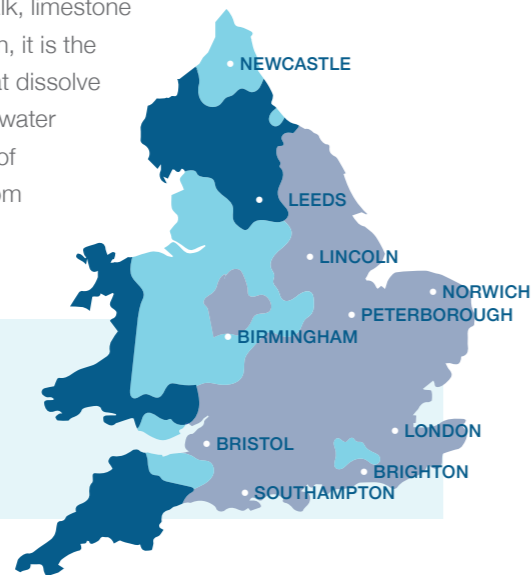 lk, limestone
n, it is the
at dissolve
water
of
om
NEWCASTLE
LEEDS
LINCOLN
NORWICH
PETERBOROUGH
BIRMINGHAM
LONDON
BRISTOL
BRIGHTON
SOUTHAMPTON